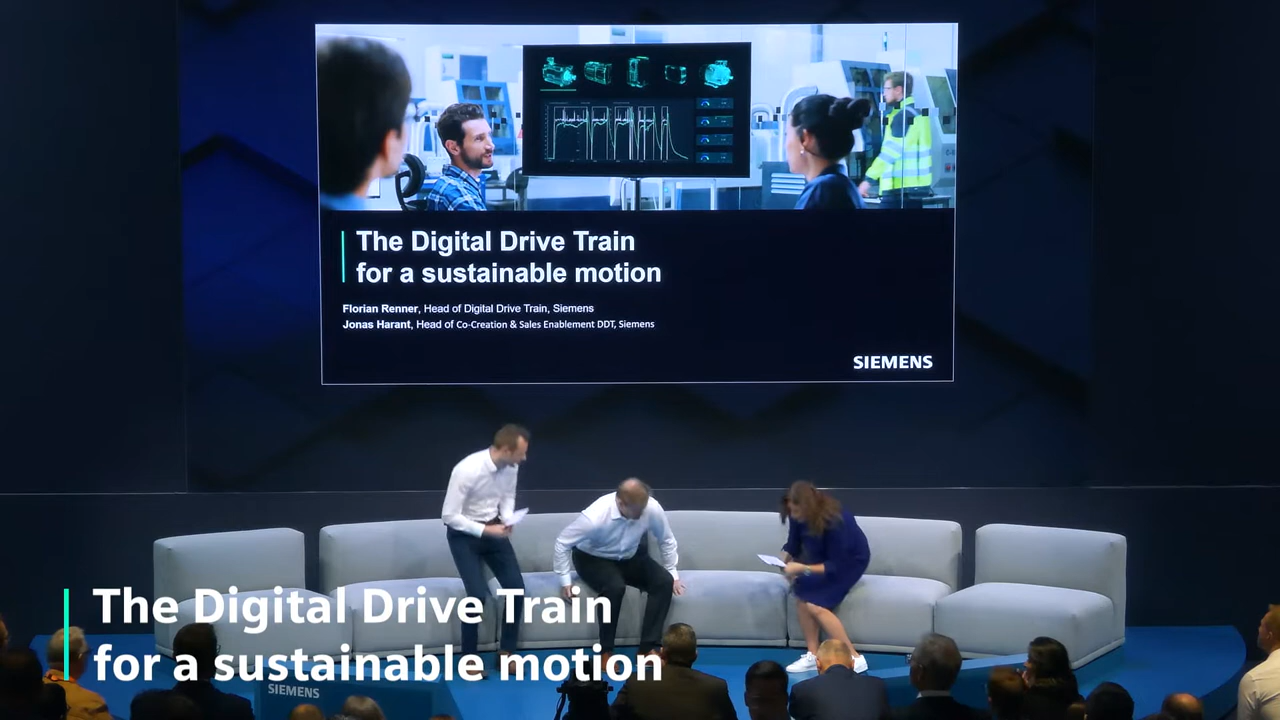 The Digital Drive Train
for a sustainable motion
Florian Renner, Head of Digital Drive Train, Siemens
Jonas Harant, Head of Co-Creation & Sales Enablement DDT, Siemens
SIEMENS
The Digital Drive Train
for a sustainable motion
SIEMENS